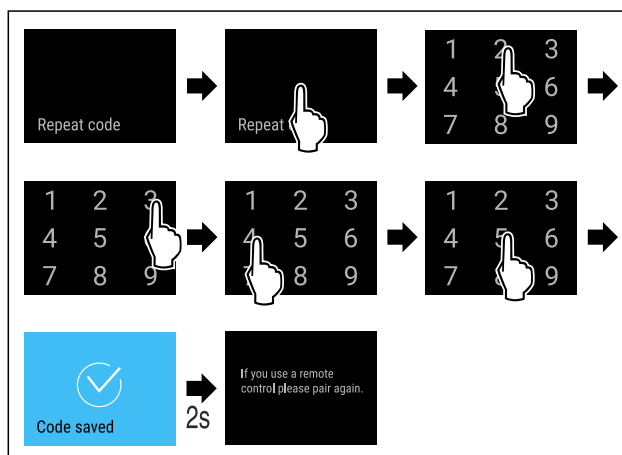 Repeat code
Repeat
1 2 3
4 6
7 8 9
1 2 3
4 5
7 8 9
1 2 3
4 5 6
8 9
1 2 3
4 5 6
7 9
Code saved
2s
If you use a remote
control please pair again.